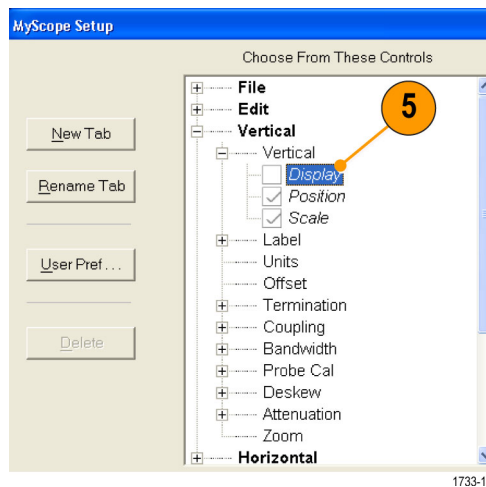 MyScope Setup
Choose From These Controls
File
Edit
5
Vertical
New Tab
Vertical
Display
Rename Tab
Position
Scale
Label
User Pref . . .
Units
Offset
Termination
Coupling
Delete
Bandwidth
Probe Cal
Deskew
Attenuation
Zoom
Horizontal
1733-1